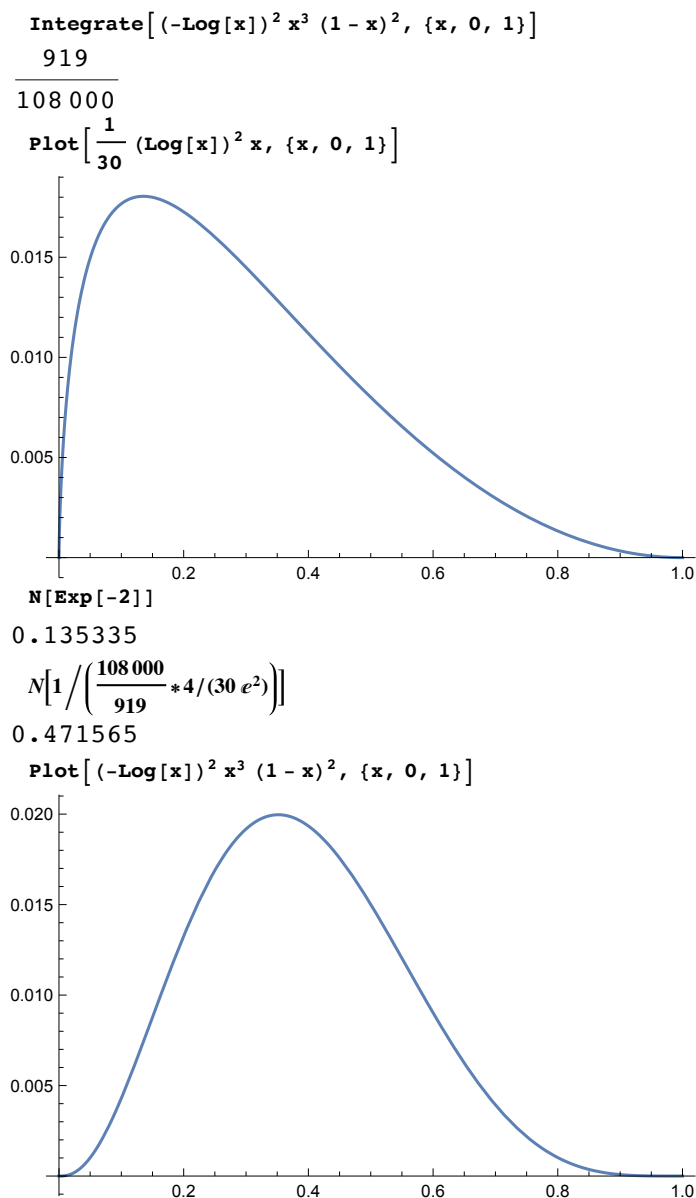 Integrate[(-Log[x])² x³ (1 - x)², {x, 0, 1}]
919
108 000
Plot[1/30 (Log[x])² x, {x, 0, 1}]
0.015
0.010
0.005
0.2 0.4 0.6 0.8 1.0
N[Exp[-2]]
0.135335
N[1/(108 000/919 * 4/(30 ⅇ²))]
0.471565
Plot[(-Log[x])² x³ (1 - x)², {x, 0, 1}]
0.020
0.015
0.010
0.005
0.2 0.4 0.6 0.8 1.0